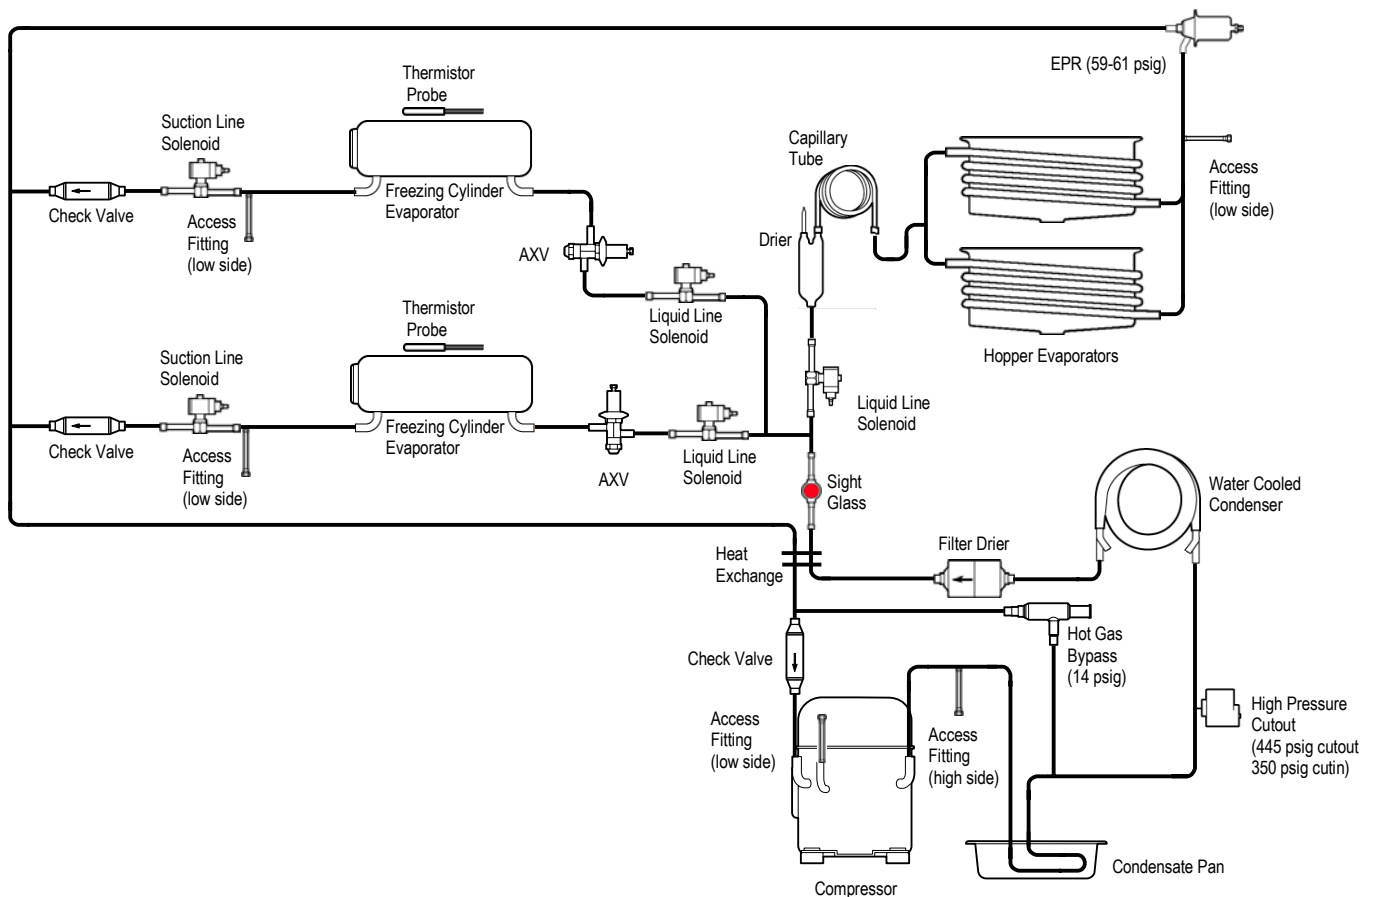 EPR (59-61 psig)
Thermistor
Probe
Suction Line
Solenoid
Capillary
Tube
Access
Fitting
(low side)
Freezing Cylinder
Evaporator
Check Valve
Access
Fitting
(low side)
Drier
AXV
Thermistor
Probe
Liquid Line
Solenoid
Hopper Evaporators
Suction Line
Solenoid
Liquid Line
Solenoid
Freezing Cylinder
Evaporator
Check Valve
Access
Fitting
(low side)
Liquid Line
Solenoid
AXV
Sight
Glass
Water Cooled
Condenser
Filter Drier
Heat
Exchange
Hot Gas
Bypass
(14 psig)
Check Valve
High Pressure
Cutout
(445 psig cutout
350 psig cutin)
Access
Fitting
(low side)
Access
Fitting
(high side)
Condensate Pan
Compressor